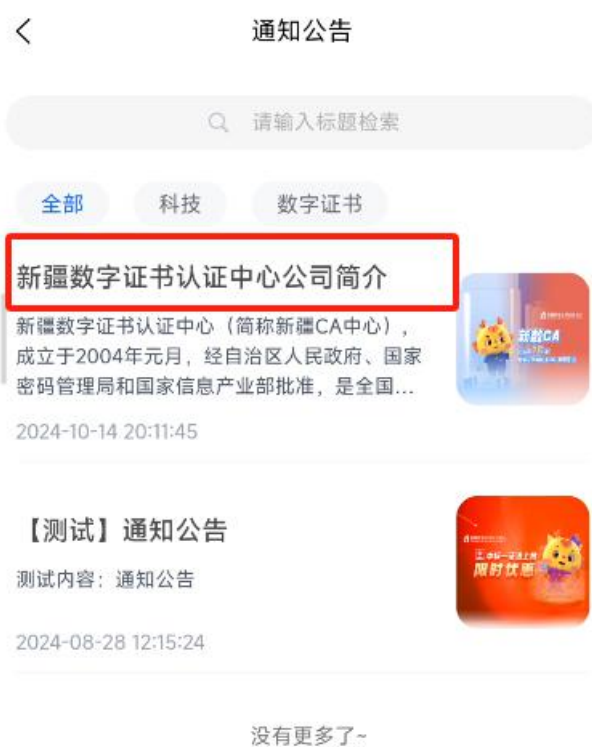 通知公告
请输入标题检索
全部 科技 数字证书
新疆数字证书认证中心公司简介
新疆数字证书认证中心（简称新疆CA中心），
成立于2004年元月，经自治区人民政府、国家
密码管理局和国家信息产业部批准，是全国...
新数CA
2024-10-14 20:11:45
【测试】通知公告
测试内容：通知公告
限时优惠
2024-08-28 12:15:24
没有更多了~